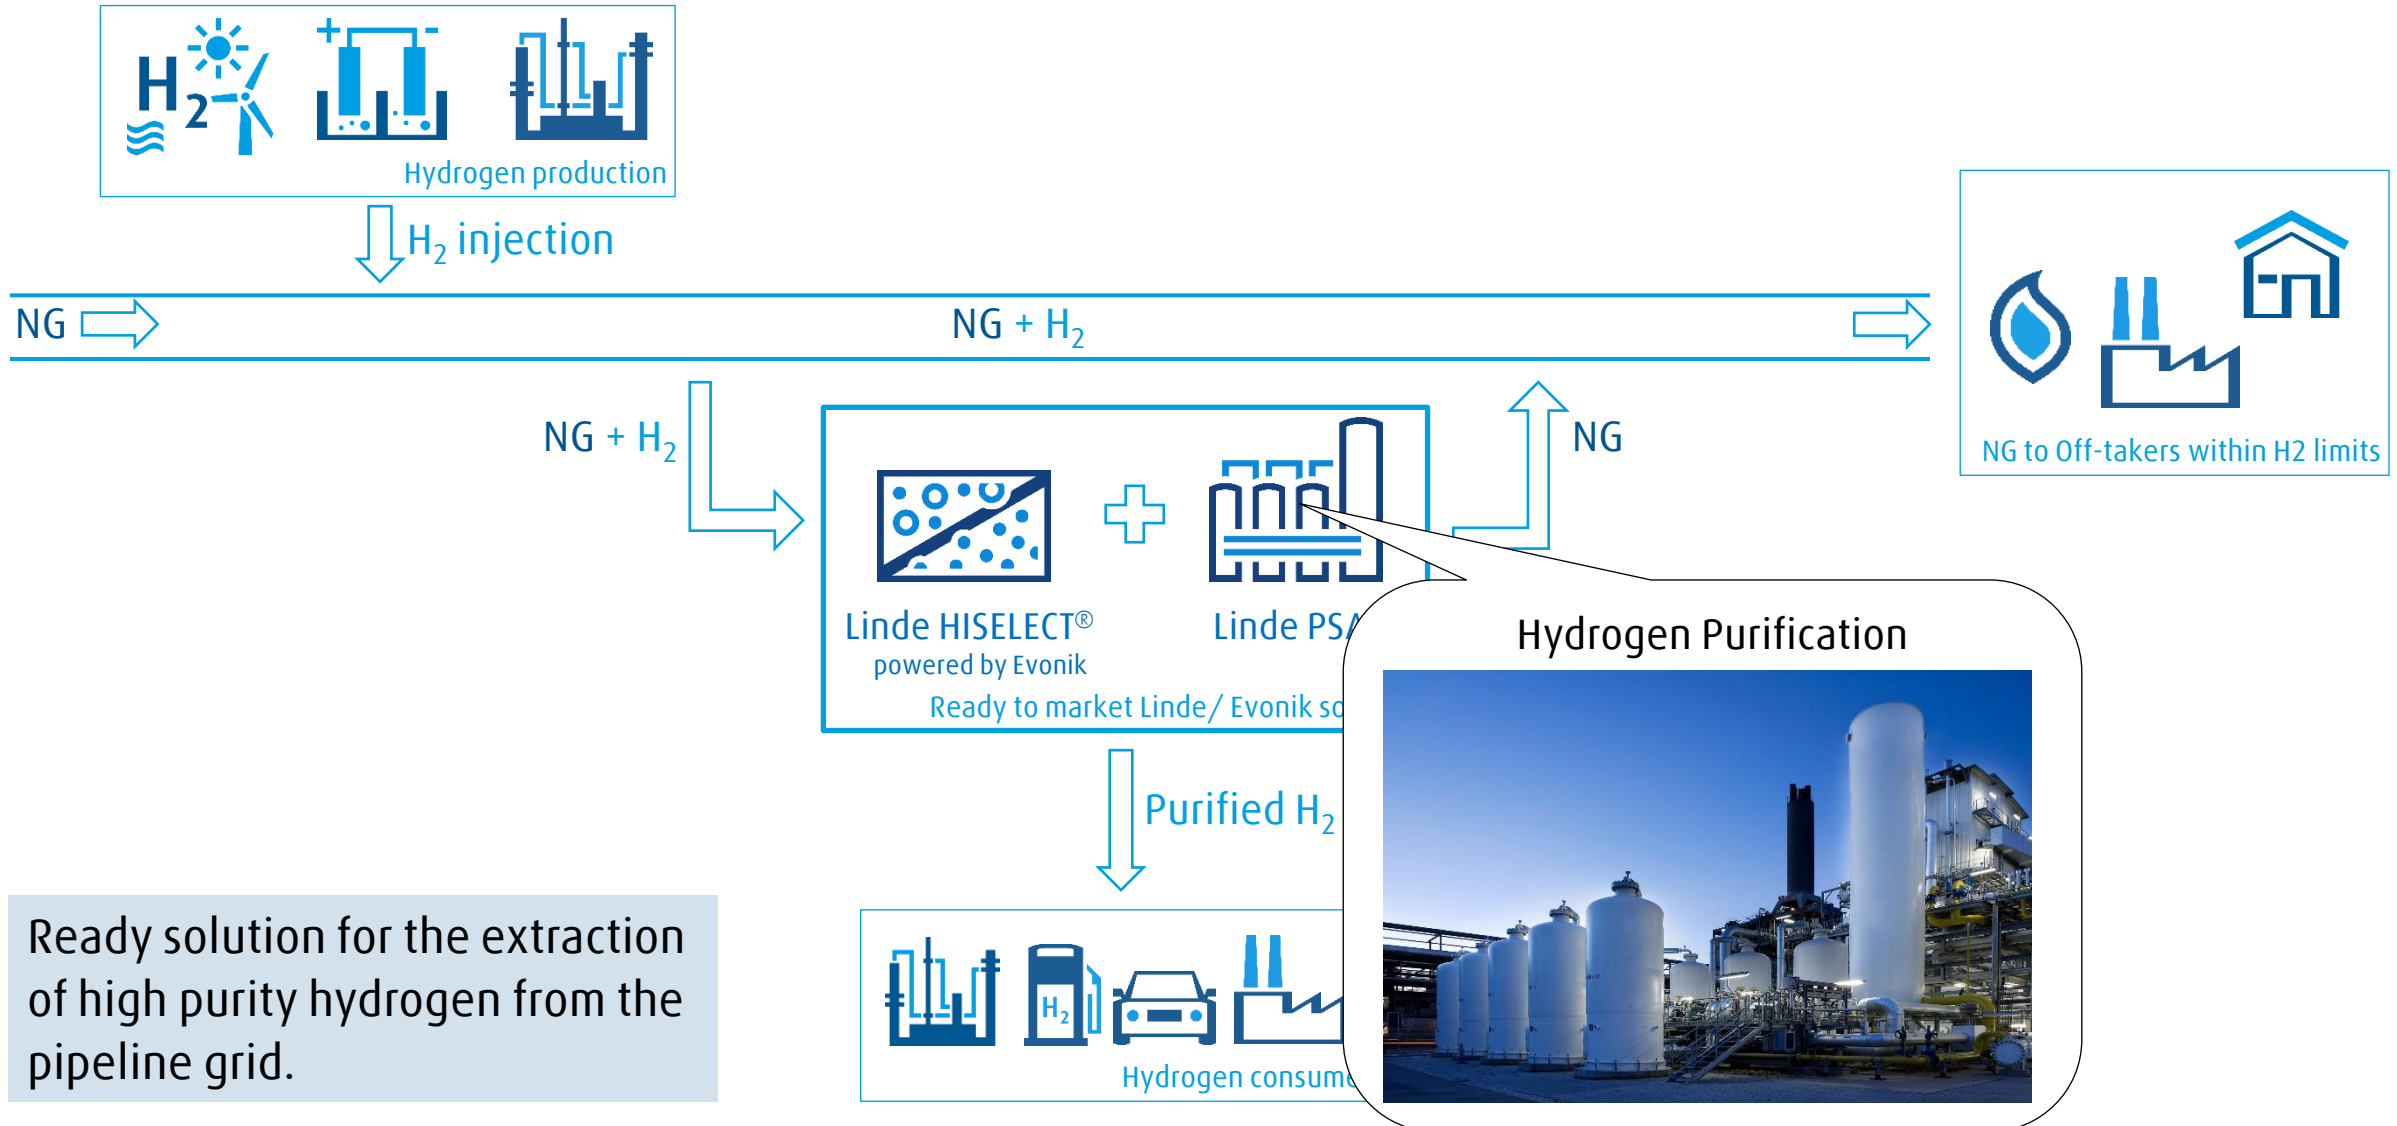 H2
+ -
Hydrogen production
H₂ injection
NG
NG + H₂
NG + H₂
NG
NG to Off-takers within H2 limits
Linde HISELECT®
powered by Evonik
Linde PSA
Ready to market Linde/ Evonik
Hydrogen Purification
Purified H₂
H₂
Hydrogen
Ready solution for the extraction
of high purity hydrogen from the
pipeline grid.